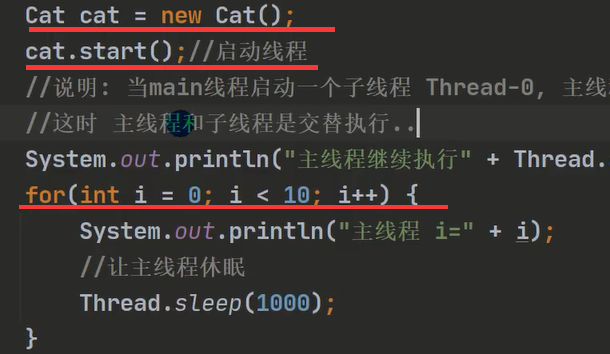 Cat cat = new Cat();
cat.start();//启动线程
//说明: 当main线程启动一个子线程 Thread-0, 主线
//这时 主线程和子线程是交替执行..
System.out.println("主线程继续执行" + Thread.
for(int i = 0; i < 10; i++) {
System.out.println("主线程 i=" + i);
//让主线程休眠
Thread.sleep(1000);
}